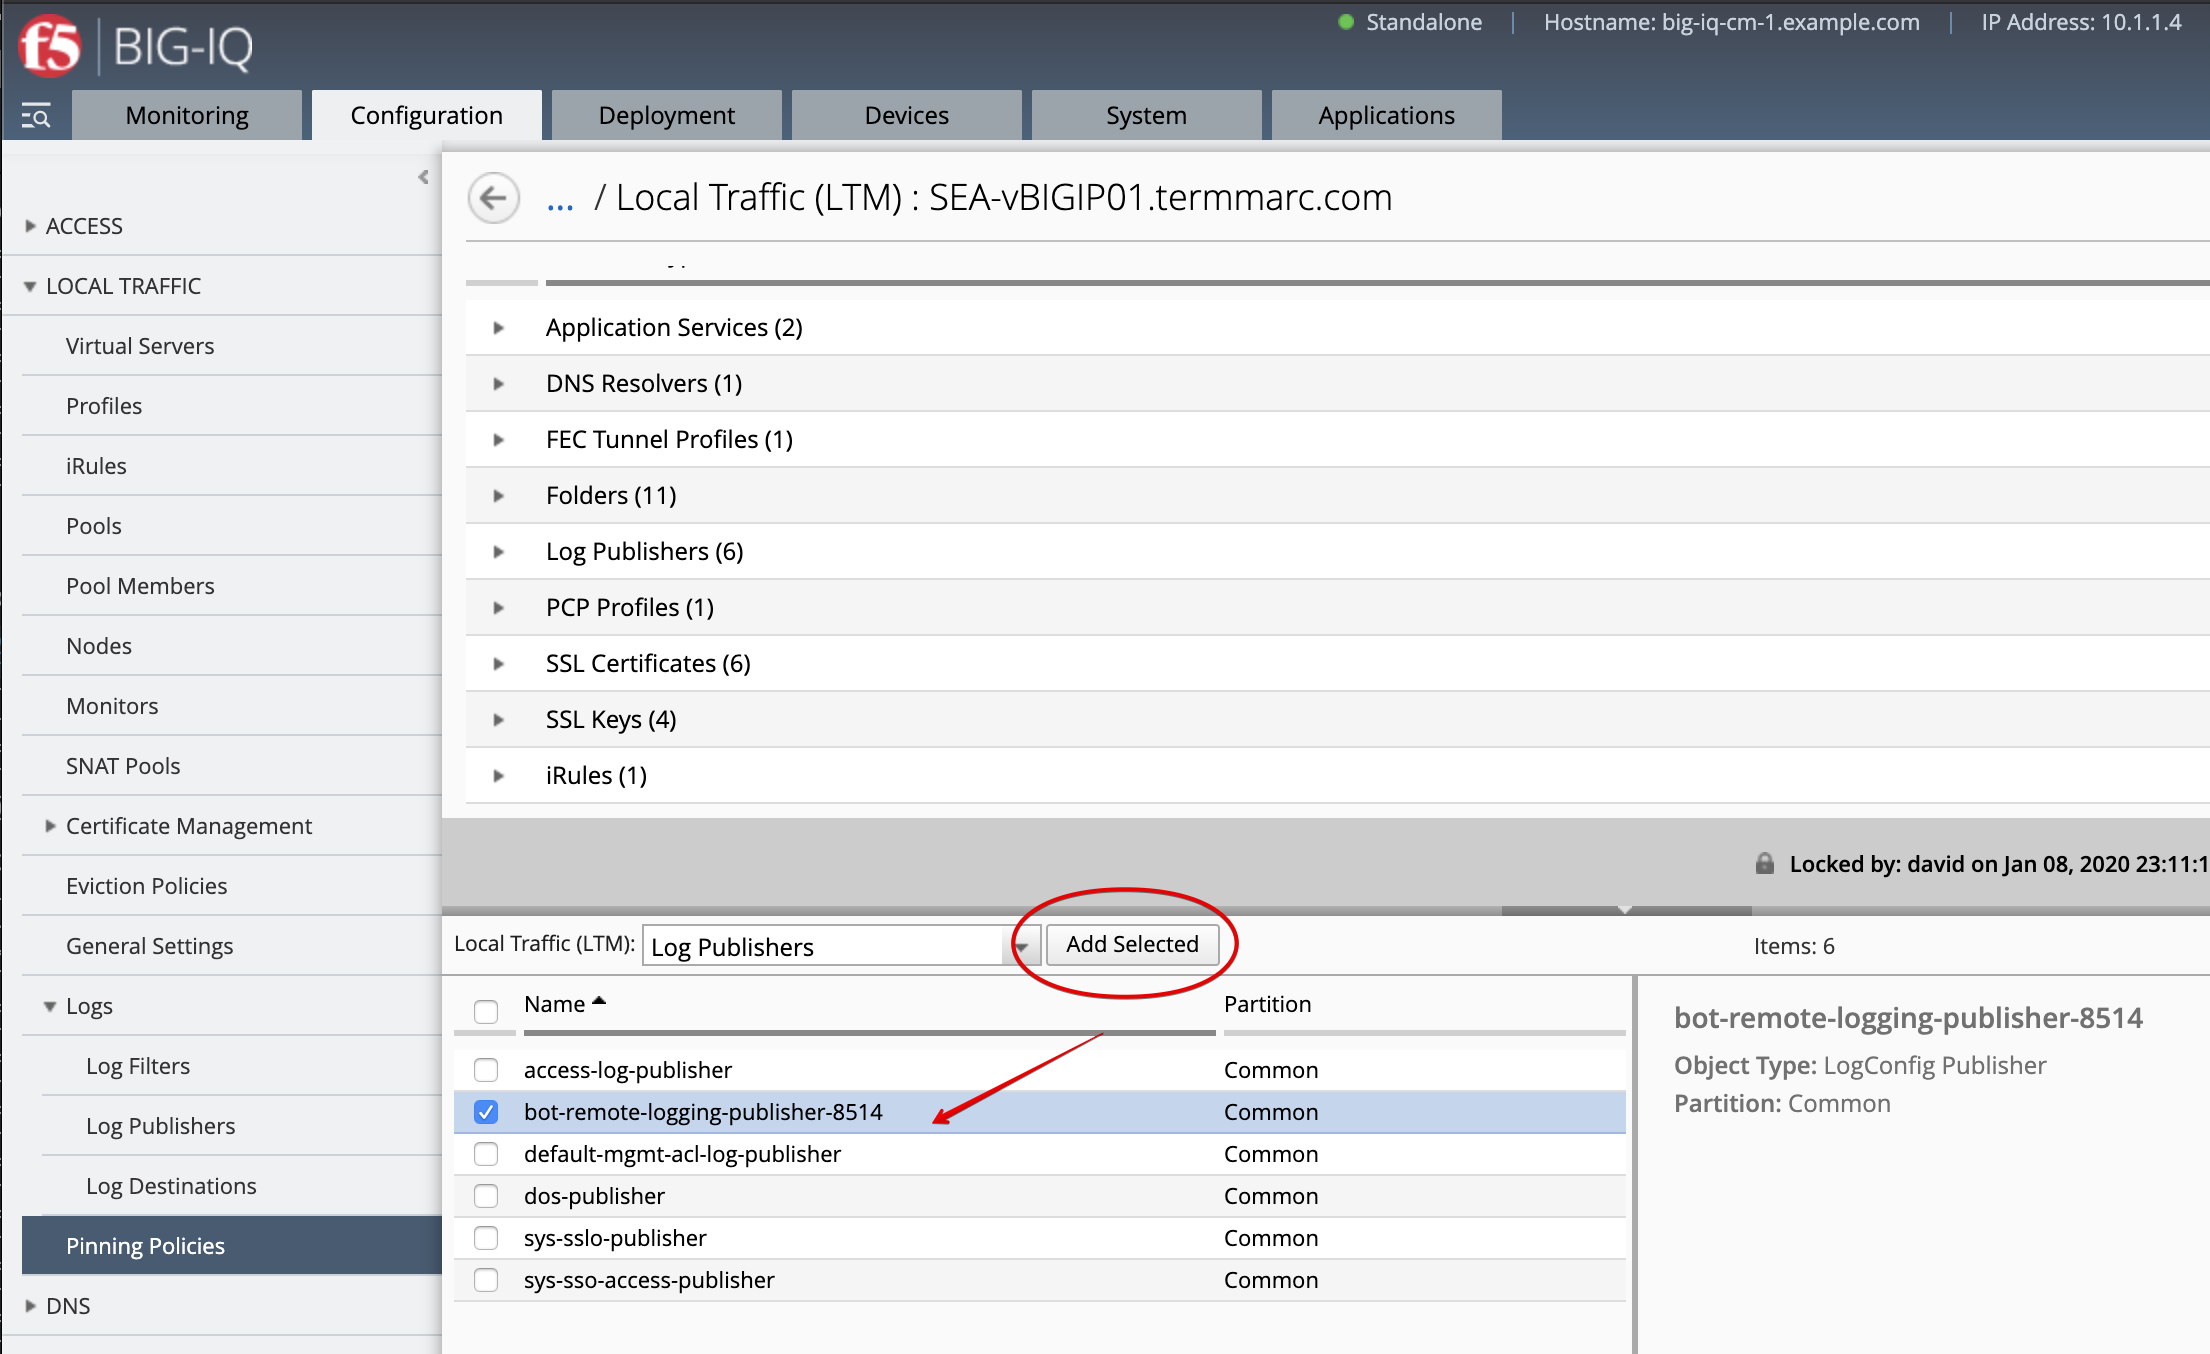 f5 BIG-IQ
Standalone | Hostname: big-iq-cm-1.example.com | IP Address: 10.1.1.4
Monitoring Configuration Deployment Devices System Applications
ACCESS
LOCAL TRAFFIC
Virtual Servers
Profiles
iRules
Pools
Pool Members
Nodes
Monitors
SNAT Pools
Certificate Management
Eviction Policies
General Settings
Logs
Log Filters
Log Publishers
Log Destinations
Pinning Policies
DNS
... / Local Traffic (LTM) : SEA-vBIGIP01.termmarc.com
Application Services (2)
DNS Resolvers (1)
FEC Tunnel Profiles (1)
Folders (11)
Log Publishers (6)
PCP Profiles (1)
SSL Certificates (6)
SSL Keys (4)
iRules (1)
Locked by: david on Jan 08, 2020 23:11:1
Local Traffic (LTM): Log Publishers Add Selected Items: 6
Name Partition
access-log-publisher Common
bot-remote-logging-publisher-8514 Common
default-mgmt-acl-log-publisher Common
dos-publisher Common
sys-sslo-publisher Common
sys-sso-access-publisher Common
bot-remote-logging-publisher-8514
Object Type: LogConfig Publisher
Partition: Common